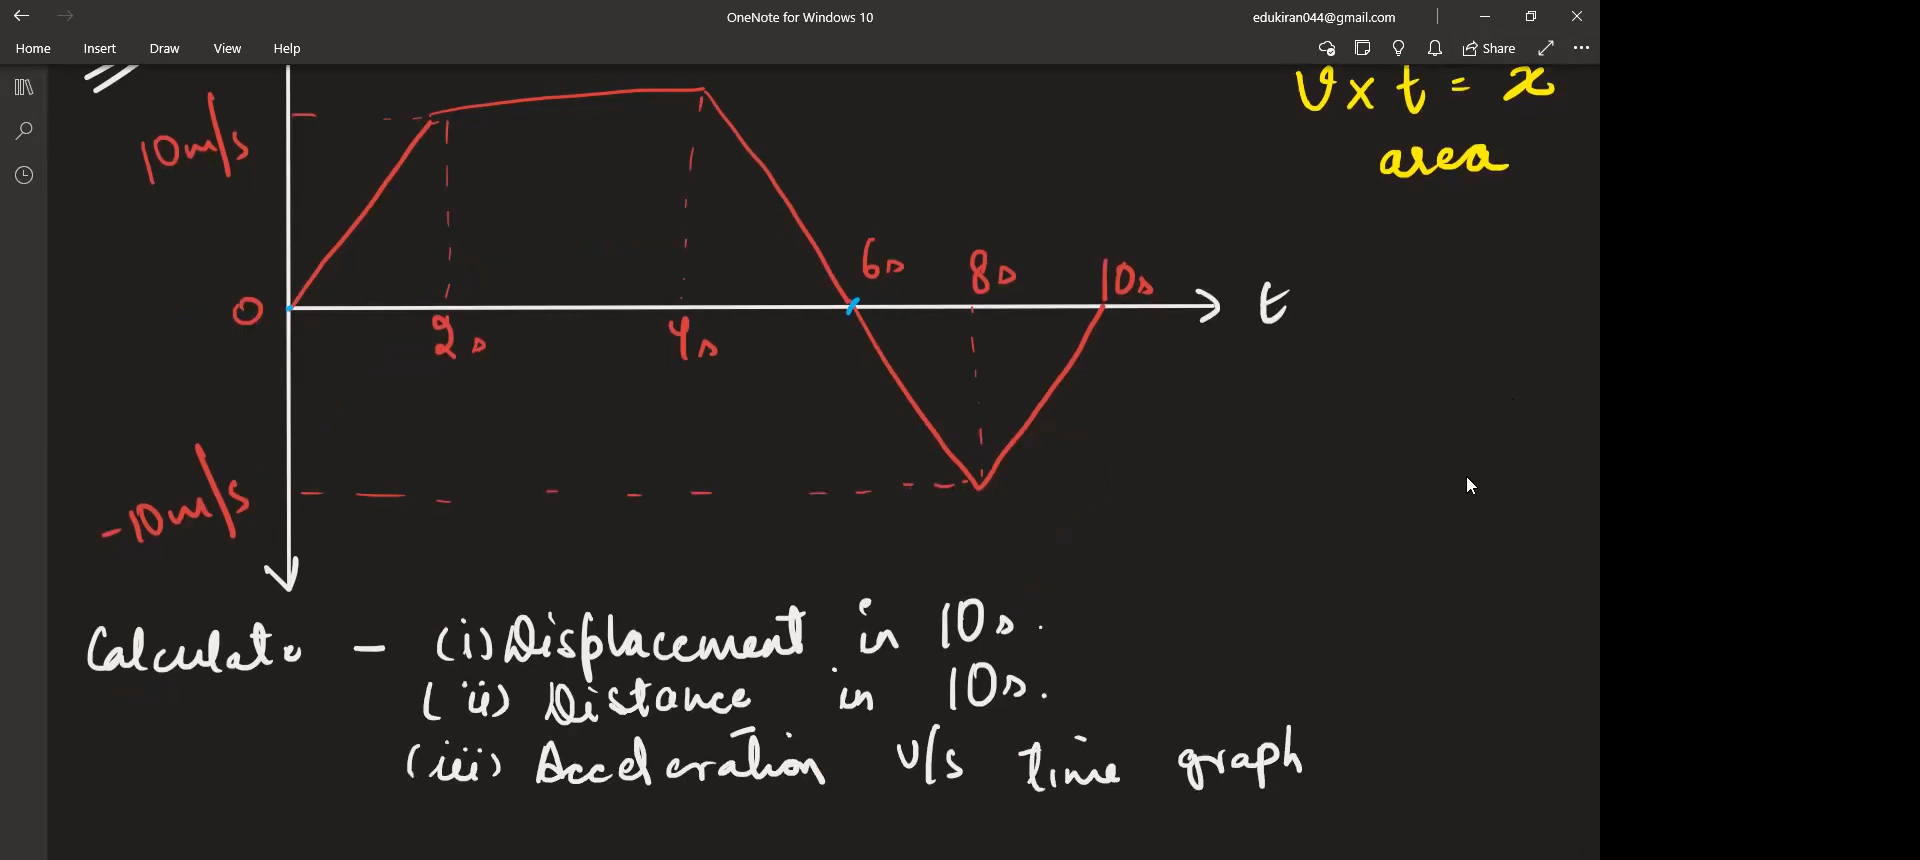 OneNote for Windows 10
edukiran044@gmail.com
Home Insert Draw View Help
Share
v x t = x
area
10m/s
0
2s
4s
6s
8s
10s
t
-10m/s
Calculate - (i) Displacement in 10s.
(ii) Distance in 10s.
(iii) Acceleration v/s time graph